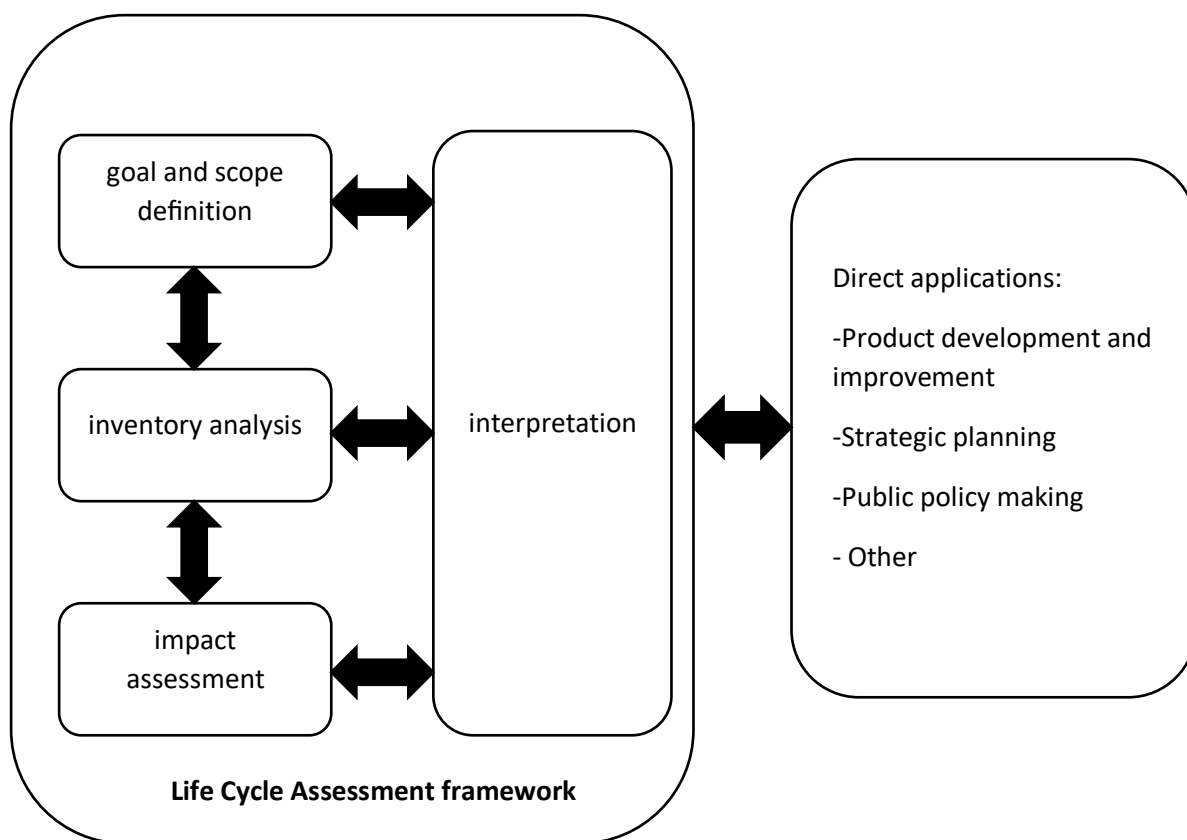 goal and scope
definition
inventory analysis
impact
assessment
interpretation
Life Cycle Assessment framework
Direct applications:
-Product development and
improvement
-Strategic planning
-Public policy making
- Other